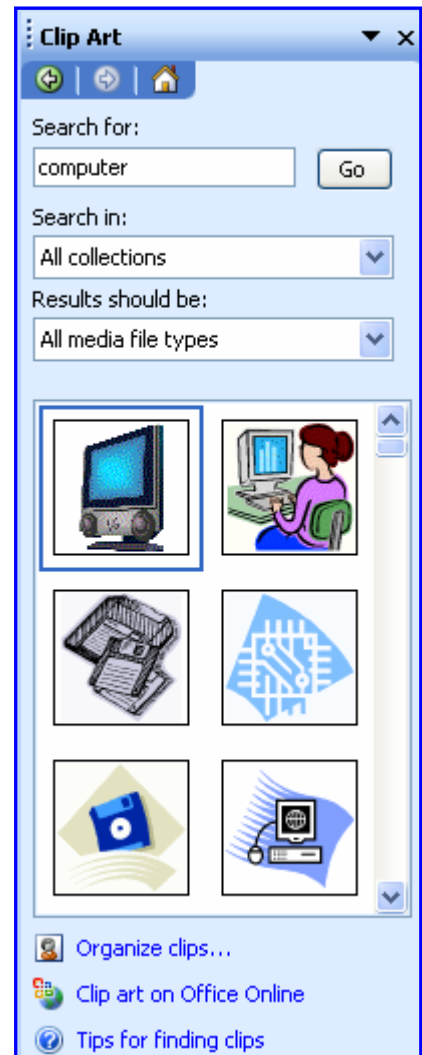 Clip Art
Search for:
computer
Go
Search in:
All collections
Results should be:
All media file types
Organize clips...
Clip art on Office Online
Tips for finding clips